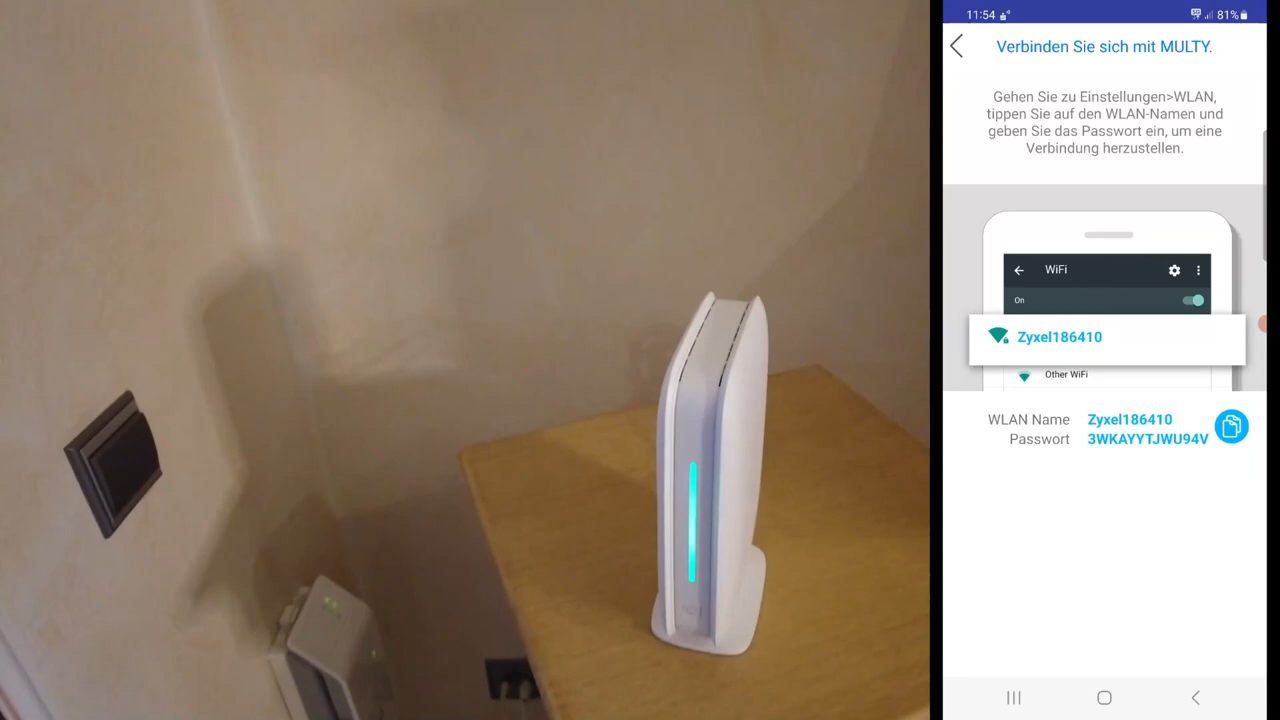 11:54
81%
Verbinden Sie sich mit MULTY.
Gehen Sie zu Einstellungen>WLAN,
tippen Sie auf den WLAN-Namen und
geben Sie das Passwort ein, um eine
Verbindung herzustellen.
WiFi
On
Zyxel186410
Other WiFi
WLAN Name Zyxel186410
Passwort 3WKAYYTJWU94V